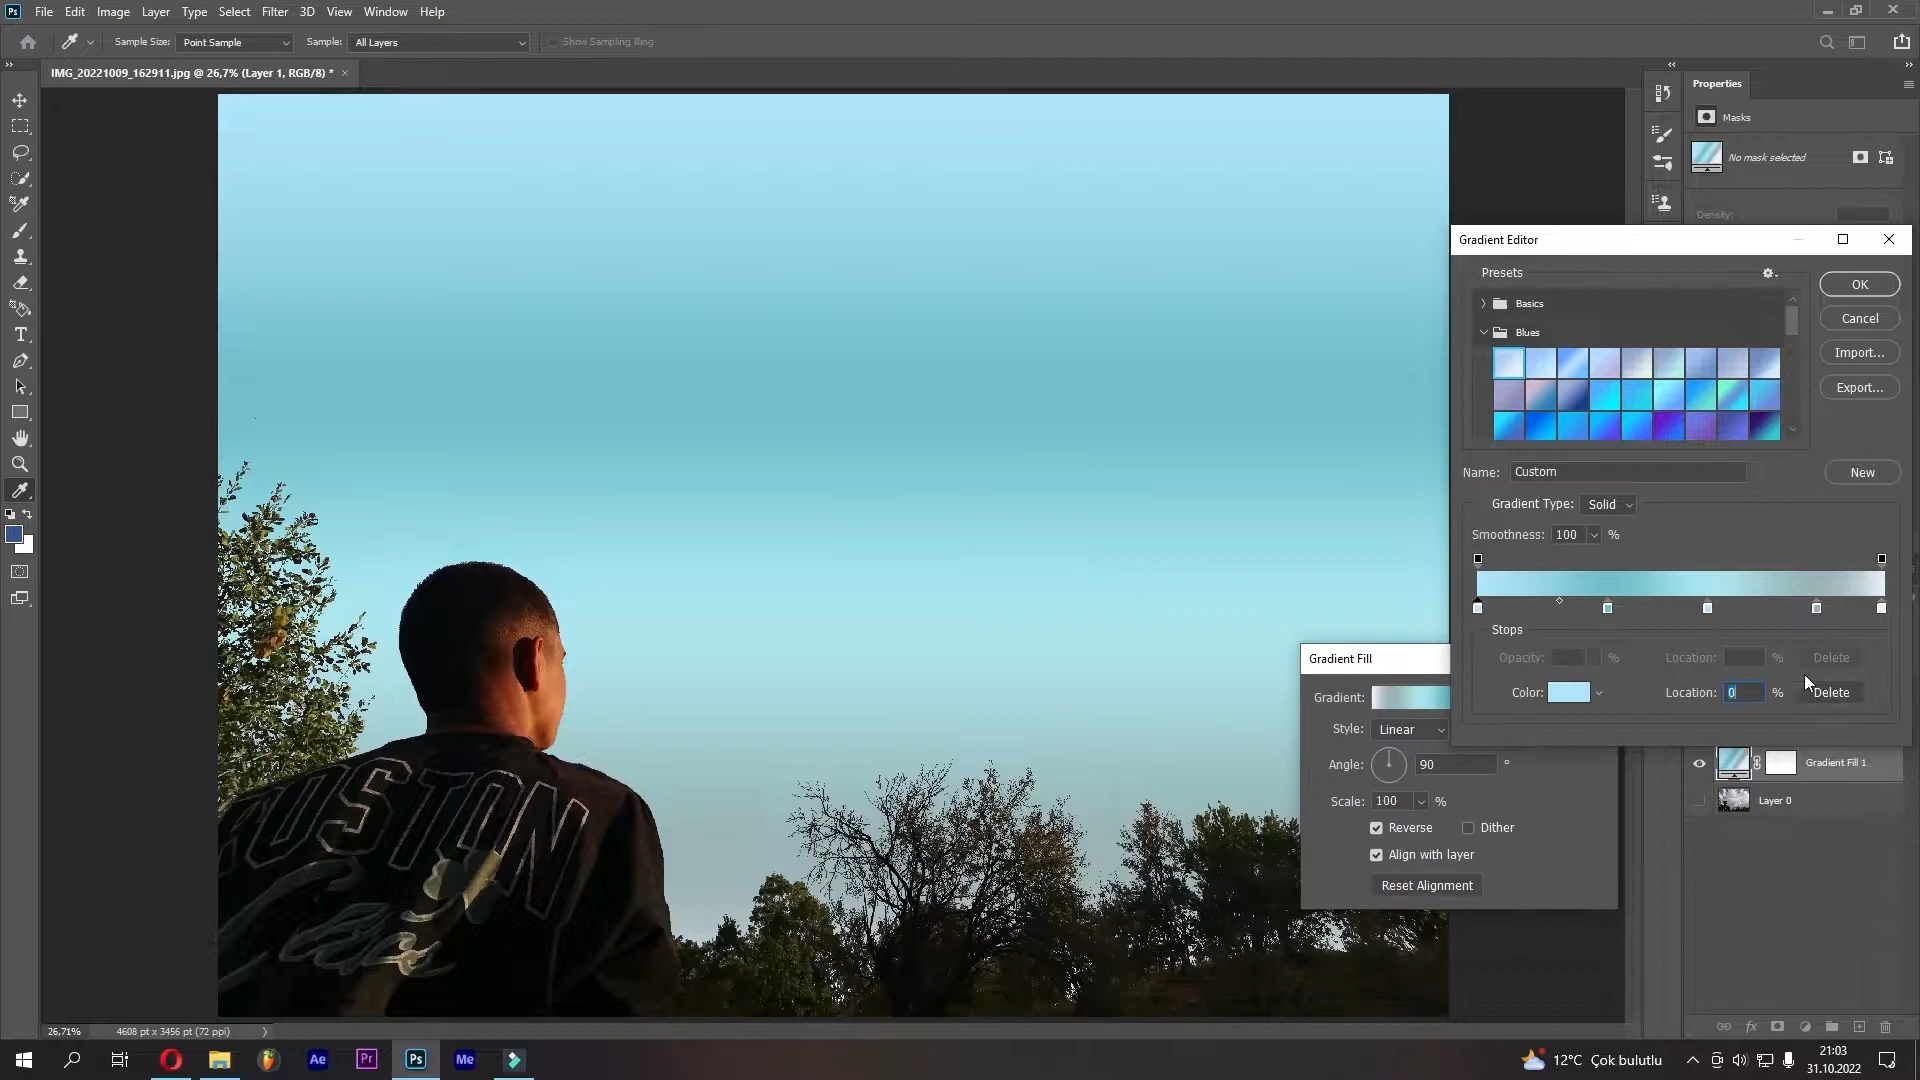 Ps File Edit Image Layer Type Select Filter 3D View Window Help
Sample Size: Point Sample Sample: All Layers Show Sampling Ring
IMG_20221009_162911.jpg @ 26,7% (Layer 1, RGB/8) * ×
Properties
Masks
No mask selected
Density:
Gradient Editor
Presets
Basics
Blues
OK
Cancel
Import...
Export...
Name: Custom
New
Gradient Type: Solid
Smoothness: 100 %
Stops
Opacity: % Location: % Delete
Color: Location: 0 % Delete
Gradient Fill
Gradient:
Style: Linear
Angle: 90 °
Scale: 100 %
Reverse Dither
Align with layer
Reset Alignment
Gradient Fill 1
Layer 0
26,71% 4608 pt x 3456 pt (72 ppi)
Ae Pr Ps Me
12°C Çok bulutlu
21:03
31.10.2022